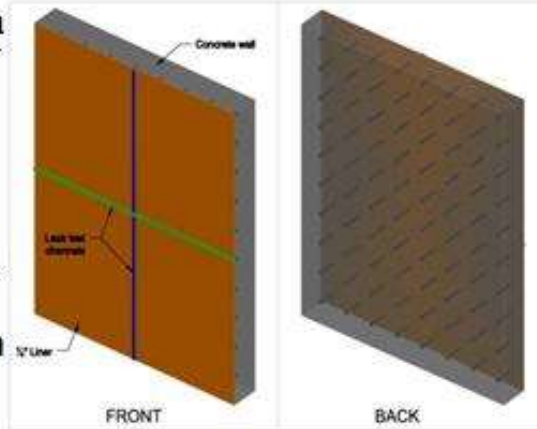 Concrete wall
Leak test
channels
¼" Liner
FRONT
BACK